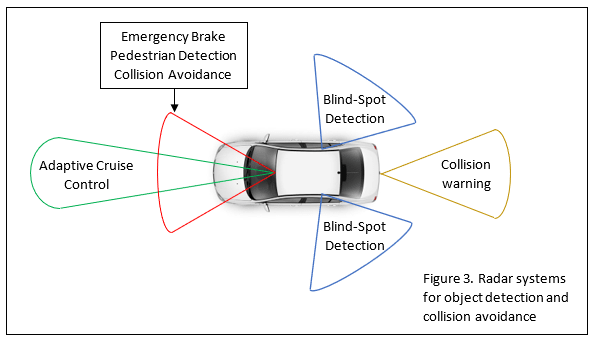 Emergency Brake
Pedestrian Detection
Collision Avoidance
Blind-Spot
Detection
Adaptive Cruise
Control
Collision
warning
Blind-Spot
Detection
Figure 3. Radar systems
for object detection and
collision avoidance